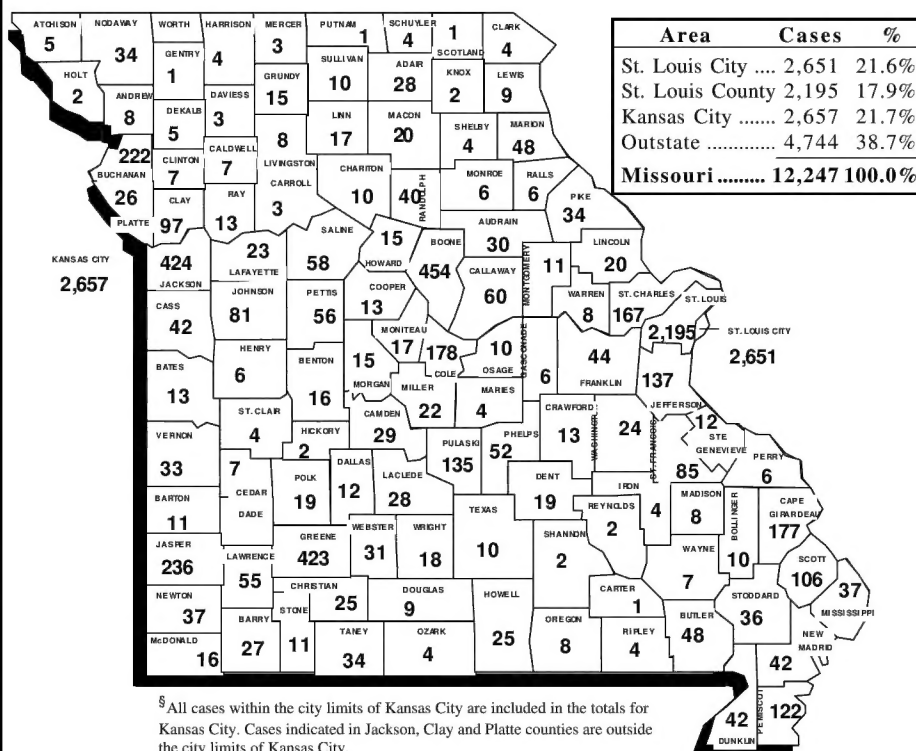 Area Cases %
St. Louis City .... 2,651 21.6%
St. Louis County 2,195 17.9%
Kansas City ....... 2,657 21.7%
Outstate ............. 4,744 38.7%
Missouri ......... 12,247 100.0%
ATCHISON 5
NODAWAY 34
WORTH
HARRISON 4
MERCER 3
PUTNAM 1
SCHUYLER 4
1 SCOTLAND
CLARK 4
GENTRY 1
SULLIVAN 10
ADAIR 28
KNOX 2
LEWIS 9
HOLT 2
ANDREW 8
DEKALB 5
DAVIESS 3
GRUNDY 15
LINN 17
MACON 20
SHELBY 4
MARION 48
222 BUCHANAN
CLINTON 7
CALDWELL 7
8 LIVINGSTON
CHARITON 10
40 RANDOLPH
MONROE 6
RALLS 6
PIKE 34
26 PLATTE
CLAY 97
RAY 13
CARROLL 3
SALINE 58
15 HOWARD
BOONE 454
AUDRAIN 30
CALLAWAY 60
MONTGOMERY 11
LINCOLN 20
KANSAS CITY 2,657
424 JACKSON
23 LAFAYETTE
COOPER 13
WARREN 8
ST. CHARLES 167
ST. LOUIS 2,195
ST. LOUIS CITY 2,651
CASS 42
JOHNSON 81
PETTIS 56
MONITEAU 17
178 COLE
10 OSAGE
GASCONADE 6
44 FRANKLIN
137 JEFFERSON
BATES 13
HENRY 6
BENTON 16
15 MORGAN
MILLER 22
MARIES 4
CRAWFORD 13
WASHINGT 24
ST. FRANCOIS 85
12 STE GENEVIEVE
PERRY 6
VERNON 33
ST. CLAIR 4
HICKORY 2
CAMDEN 29
PULASKI 135
PHELPS 52
DENT 19
IRON 4
REYNOLDS 2
MADISON 8
BOLLINGER 10
CAPE GIRARDEAU 177
BARTON 11
7 CEDAR
DADE
POLK 19
DALLAS 12
LACLEDE 28
TEXAS 10
SHANNON 2
WAYNE 7
SCOTT 106
37 MISSISSIPPI
JASPER 236
LAWRENCE 55
GREENE 423
WEBSTER 31
WRIGHT 18
CARTER 1
STODDARD 36
NEWTON 37
CHRISTIAN 25
DOUGLAS 9
HOWELL 25
OREGON 8
RIPLEY 4
BUTLER 48
NEW MADRID 42
McDONALD 16
BARRY 27
STONE 11
TANEY 34
OZARK 4
42 DUNKLIN
PEMISCOT 122
§All cases within the city limits of Kansas City are included in the totals for
Kansas City. Cases indicated in Jackson, Clay and Platte counties are outside
the city limits of Kansas City.